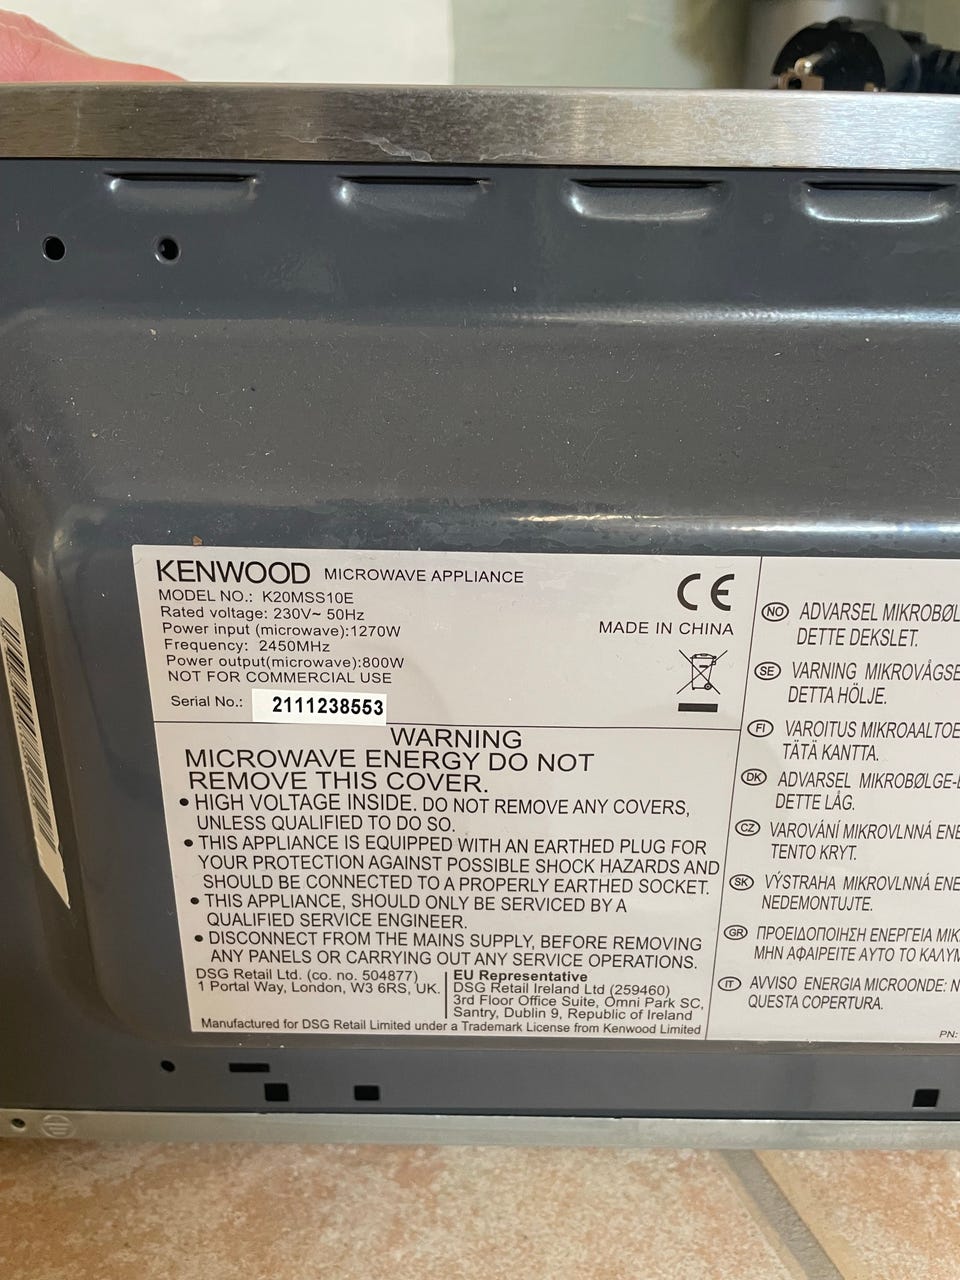 KENWOOD MICROWAVE APPLIANCE
MODEL NO.: K20MSS10E
Rated voltage: 230V~ 50Hz
Power input (microwave):1270W
Frequency: 2450MHz
Power output(microwave):800W
NOT FOR COMMERCIAL USE
Serial No.: 2111238553
CE
MADE IN CHINA
WARNING
MICROWAVE ENERGY DO NOT
REMOVE THIS COVER.
• HIGH VOLTAGE INSIDE. DO NOT REMOVE ANY COVERS,
UNLESS QUALIFIED TO DO SO.
• THIS APPLIANCE IS EQUIPPED WITH AN EARTHED PLUG FOR
YOUR PROTECTION AGAINST POSSIBLE SHOCK HAZARDS AND
SHOULD BE CONNECTED TO A PROPERLY EARTHED SOCKET.
• THIS APPLIANCE, SHOULD ONLY BE SERVICED BY A
QUALIFIED SERVICE ENGINEER.
• DISCONNECT FROM THE MAINS SUPPLY, BEFORE REMOVING
ANY PANELS OR CARRYING OUT ANY SERVICE OPERATIONS.
DSG Retail Ltd. (co. no. 504877)
1 Portal Way, London, W3 6RS, UK.
EU Representative
DSG Retail Ireland Ltd (259460)
3rd Floor Office Suite, Omni Park SC,
Santry, Dublin 9, Republic of Ireland
Manufactured for DSG Retail Limited under a Trademark License from Kenwood Limited
NO ADVARSEL MIKROBØL
DETTE DEKSLET.
SE VARNING MIKROVÅGSE
DETTA HÖLJE.
FI VAROITUS MIKROAALTOE
TÄTÄ KANTTA.
DK ADVARSEL MIKROBØLGE-
DETTE LÅG.
CZ VAROVÁNÍ MIKROVLNNÁ ENE
TENTO KRYT.
SK VÝSTRAHA MIKROVLNNÁ ENE
NEDEMONTUJTE.
GR ΠΡΟΕΙΔΟΠΟΙΗΣΗ ΕΝΕΡΓΕΙΑ ΜΙΚ
ΜΗΝ ΑΦΑΙΡΕΙΤΕ ΑΥΤΟ ΤΟ ΚΑΛΥΜ
IT AVVISO ENERGIA MICROONDE: N
QUESTA COPERTURA.
PN: